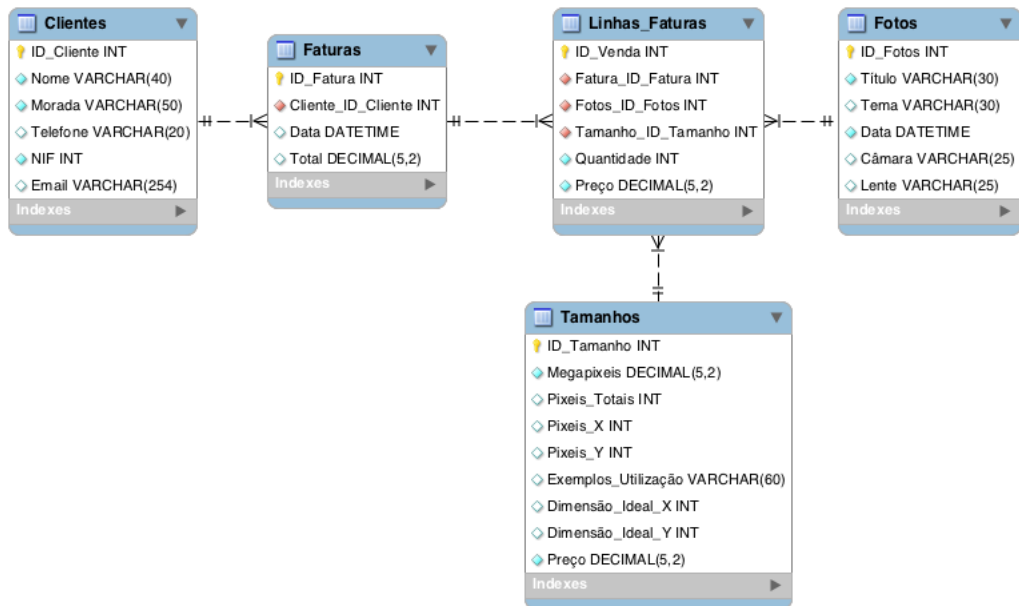 Clientes
ID_Cliente INT
Nome VARCHAR(40)
Morada VARCHAR(50)
Telefone VARCHAR(20)
NIF INT
Email VARCHAR(254)
Indexes
Faturas
ID_Fatura INT
Cliente_ID_Cliente INT
Data DATETIME
Total DECIMAL(5,2)
Indexes
Linhas_Faturas
ID_Venda INT
Fatura_ID_Fatura INT
Fotos_ID_Fotos INT
Tamanho_ID_Tamanho INT
Quantidade INT
Preço DECIMAL(5,2)
Indexes
Fotos
ID_Fotos INT
Título VARCHAR(30)
Tema VARCHAR(30)
Data DATETIME
Câmara VARCHAR(25)
Lente VARCHAR(25)
Indexes
Tamanhos
ID_Tamanho INT
Megapixeis DECIMAL(5,2)
Pixeis_Totais INT
Pixeis_X INT
Pixeis_Y INT
Exemplos_Utilização VARCHAR(60)
Dimensão_Ideal_X INT
Dimensão_Ideal_Y INT
Preço DECIMAL(5,2)
Indexes